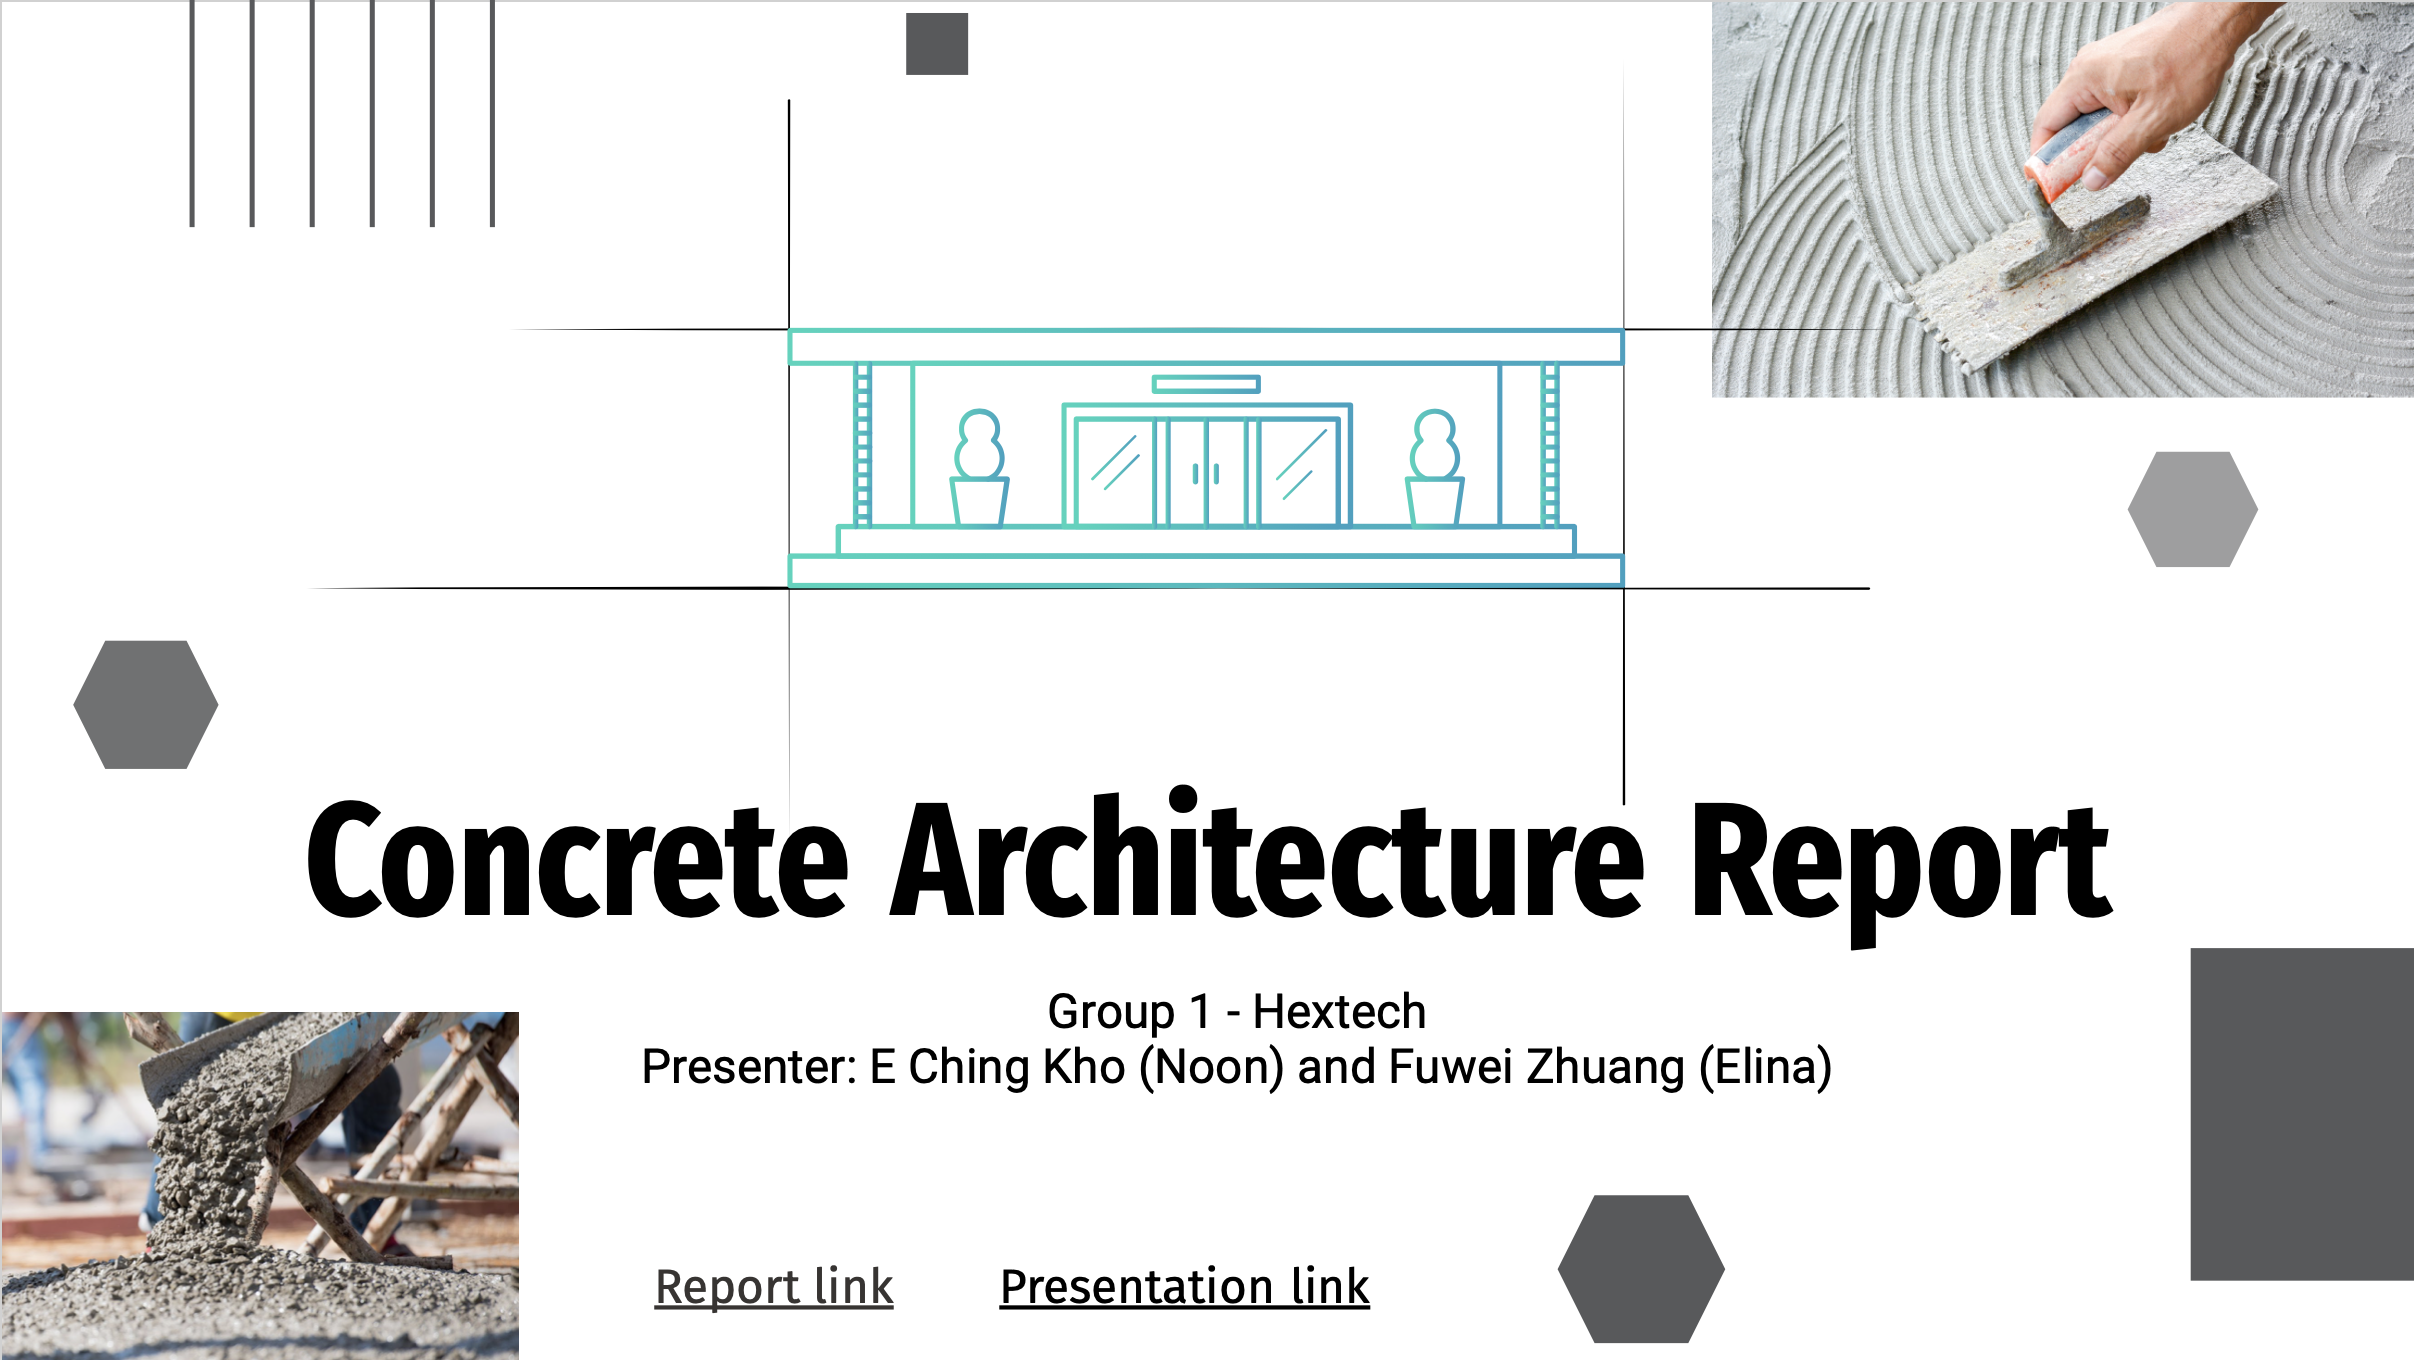 Concrete Architecture Report
Group 1 - Hextech
Presenter: E Ching Kho (Noon) and Fuwei Zhuang (Elina)
Report link
Presentation link